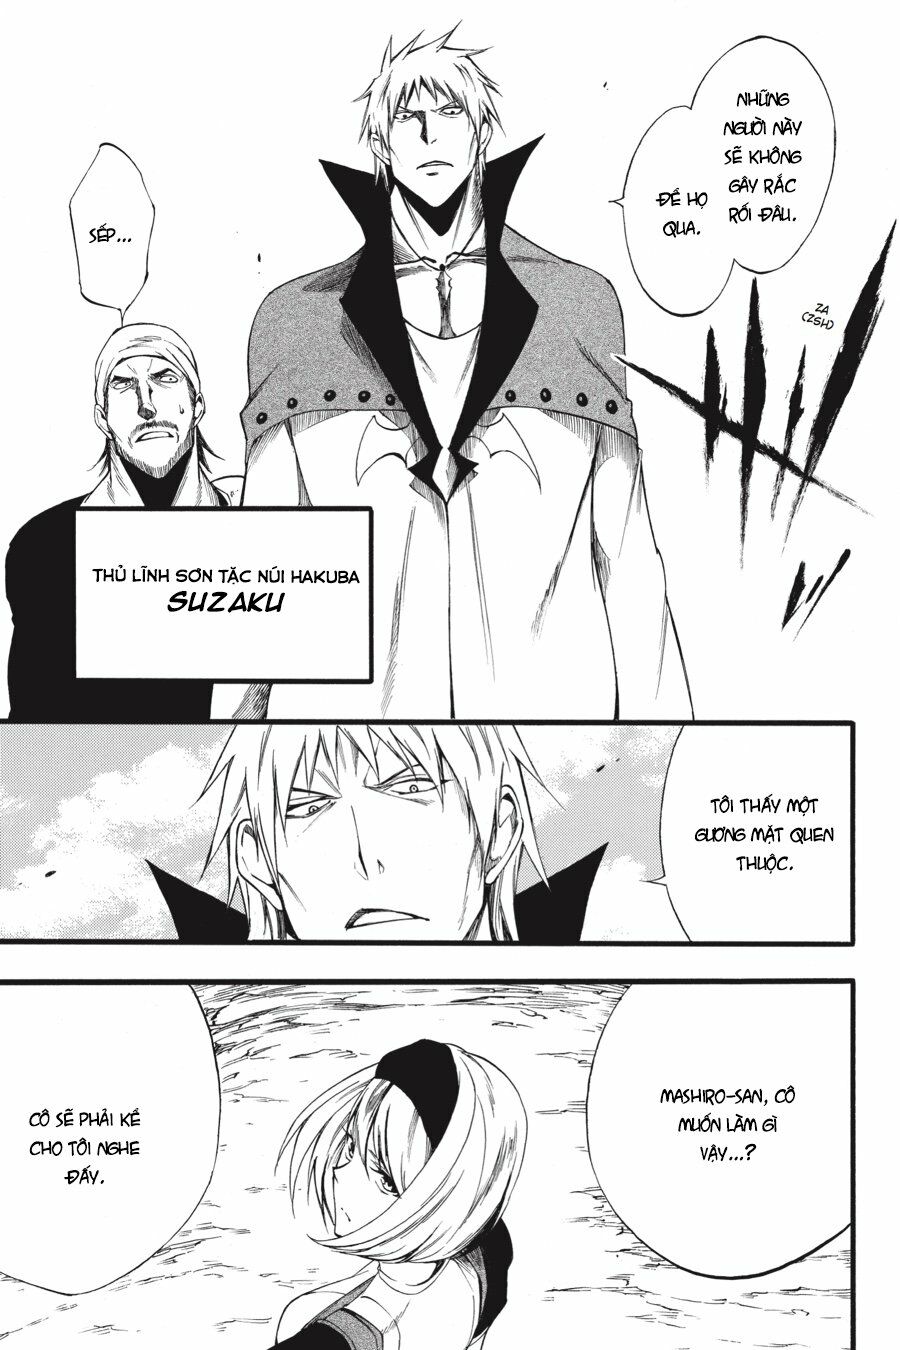 NHỮNG
NGƯỜI NÀY
SẼ KHÔNG
GÂY RẮC
RỐI ĐÂU.
ĐỂ HỌ
QUA.
ZA
(ZSH)
SẾP...
THỦ LĨNH SƠN TẶC NÚI HAKUBA
SUZAKU
TÔI THẤY MỘT
GƯƠNG MẶT QUEN
THUỘC.
MASHIRO-SAN, CÔ
MUỐN LÀM GÌ
VẬY...?
CÔ SẼ PHẢI KỂ
CHO TÔI NGHE
ĐẤY.